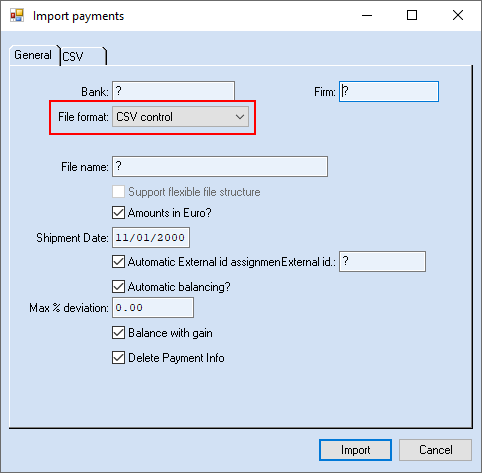 Import payments
General CSV
Bank: ? Firm: ?
File format: CSV control
File name: ?
Support flexible file structure
Amounts in Euro?
Shipment Date: 11/01/2000
Automatic External id assignmenExternal id.: ?
Automatic balancing?
Max % deviation: 0.00
Balance with gain
Delete Payment Info
Import Cancel